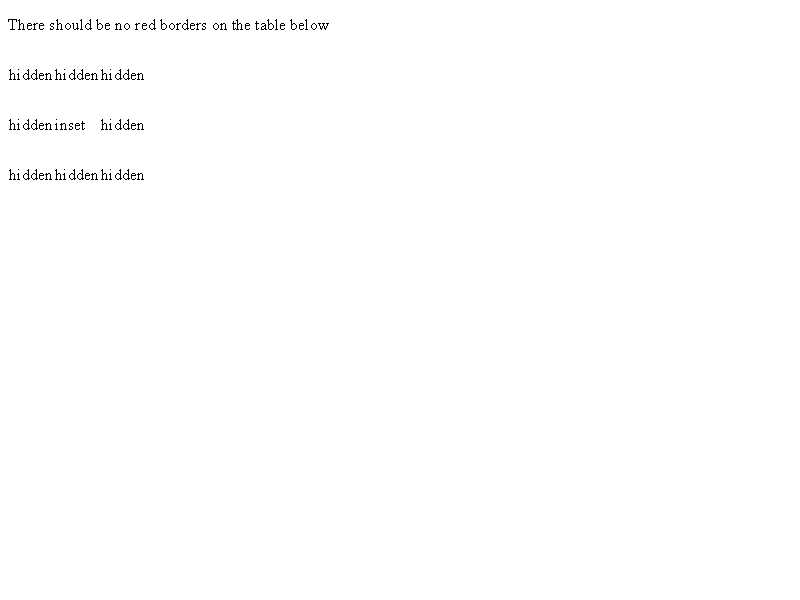 There should be no red borders on the table below
hidden hidden hidden
hidden inset hidden
hidden hidden hidden